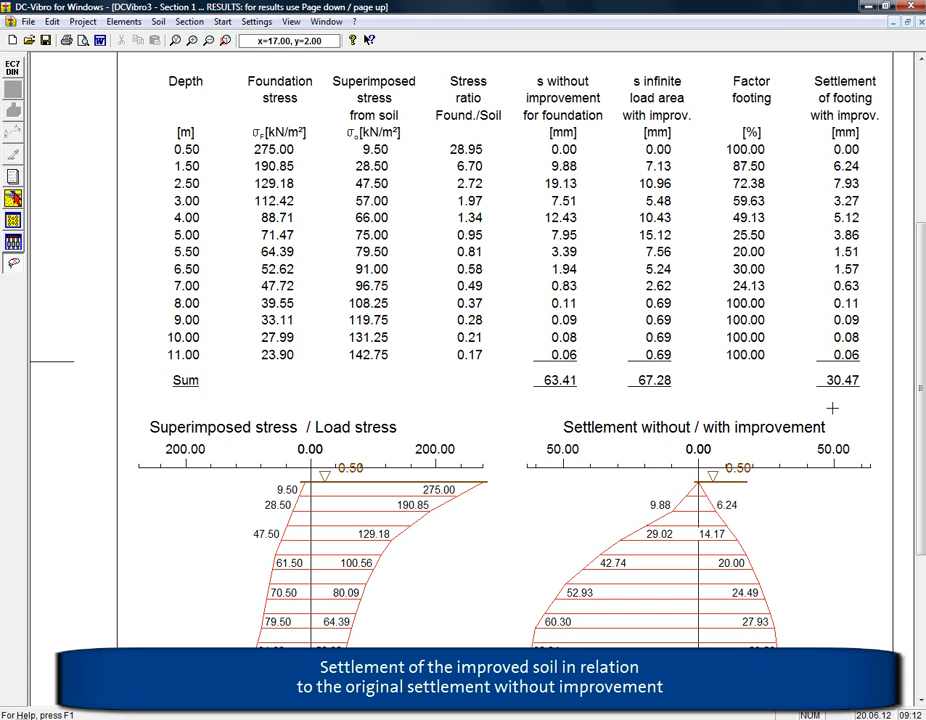 DC-Vibro for Windows - [DCVibro3 - Section 1 ... RESULTS: for results use Page down / page up]
File Edit Project Elements Soil Section Start Settings View Window ?
x=17.00, y=2.00
EC7
DIN
Depth Foundation Superimposed Stress s without s infinite Factor Settlement
stress stress ratio improvement load area footing of footing
from soil Found./Soil for foundation with improv. with improv.
[m] σF[kN/m²] σo[kN/m²] [mm] [mm] [%] [mm]
0.50 275.00 9.50 28.95 0.00 0.00 100.00 0.00
1.50 190.85 28.50 6.70 9.88 7.13 87.50 6.24
2.50 129.18 47.50 2.72 19.13 10.96 72.38 7.93
3.00 112.42 57.00 1.97 7.51 5.48 59.63 3.27
4.00 88.71 66.00 1.34 12.43 10.43 49.13 5.12
5.00 71.47 75.00 0.95 7.95 15.12 25.50 3.86
5.50 64.39 79.50 0.81 3.39 7.56 20.00 1.51
6.50 52.62 91.00 0.58 1.94 5.24 30.00 1.57
7.00 47.72 96.75 0.49 0.83 2.62 24.13 0.63
8.00 39.55 108.25 0.37 0.11 0.69 100.00 0.11
9.00 33.11 119.75 0.28 0.09 0.69 100.00 0.09
10.00 27.99 131.25 0.21 0.08 0.69 100.00 0.08
11.00 23.90 142.75 0.17 0.06 0.69 100.00 0.06
Sum 63.41 67.28 30.47
Superimposed stress / Load stress Settlement without / with improvement
200.00 0.00 200.00 50.00 0.00 50.00
0.50 0.50
9.50 275.00
28.50 190.85 9.88 6.24
47.50 129.18 29.02 14.17
61.50 100.56 42.74 20.00
70.50 80.09 52.93 24.49
79.50 64.39 60.30 27.93
Settlement of the improved soil in relation
to the original settlement without improvement
For Help, press F1 NUM 20.06.12 09:12